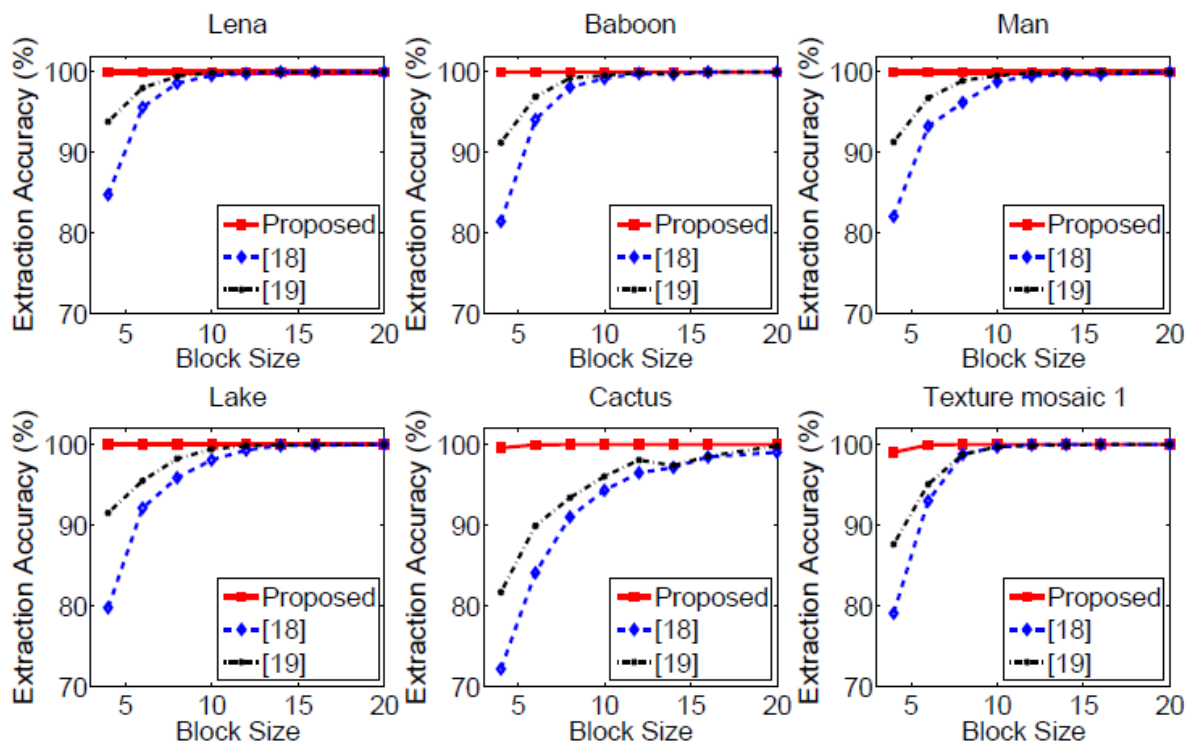 Lena
Extraction Accuracy (%)
100
90
80
70
Proposed
[18]
[19]
5
10
15
20
Block Size
Baboon
Extraction Accuracy (%)
100
90
80
70
Proposed
[18]
[19]
5
10
15
20
Block Size
Man
Extraction Accuracy (%)
100
90
80
70
Proposed
[18]
[19]
5
10
15
20
Block Size
Lake
Extraction Accuracy (%)
100
90
80
70
Proposed
[18]
[19]
5
10
15
20
Block Size
Cactus
Extraction Accuracy (%)
100
90
80
70
Proposed
[18]
[19]
5
10
15
20
Block Size
Texture mosaic 1
Extraction Accuracy (%)
100
90
80
70
Proposed
[18]
[19]
5
10
15
20
Block Size